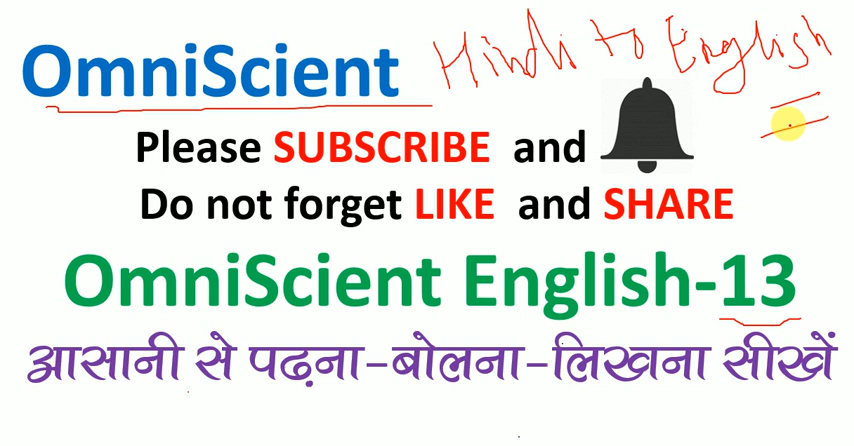 OmniScient Hindi to English
Please SUBSCRIBE and
Do not forget LIKE and SHARE
OmniScient English-13
आसानी से पढ़ना-बोलना-लिखना सीखें